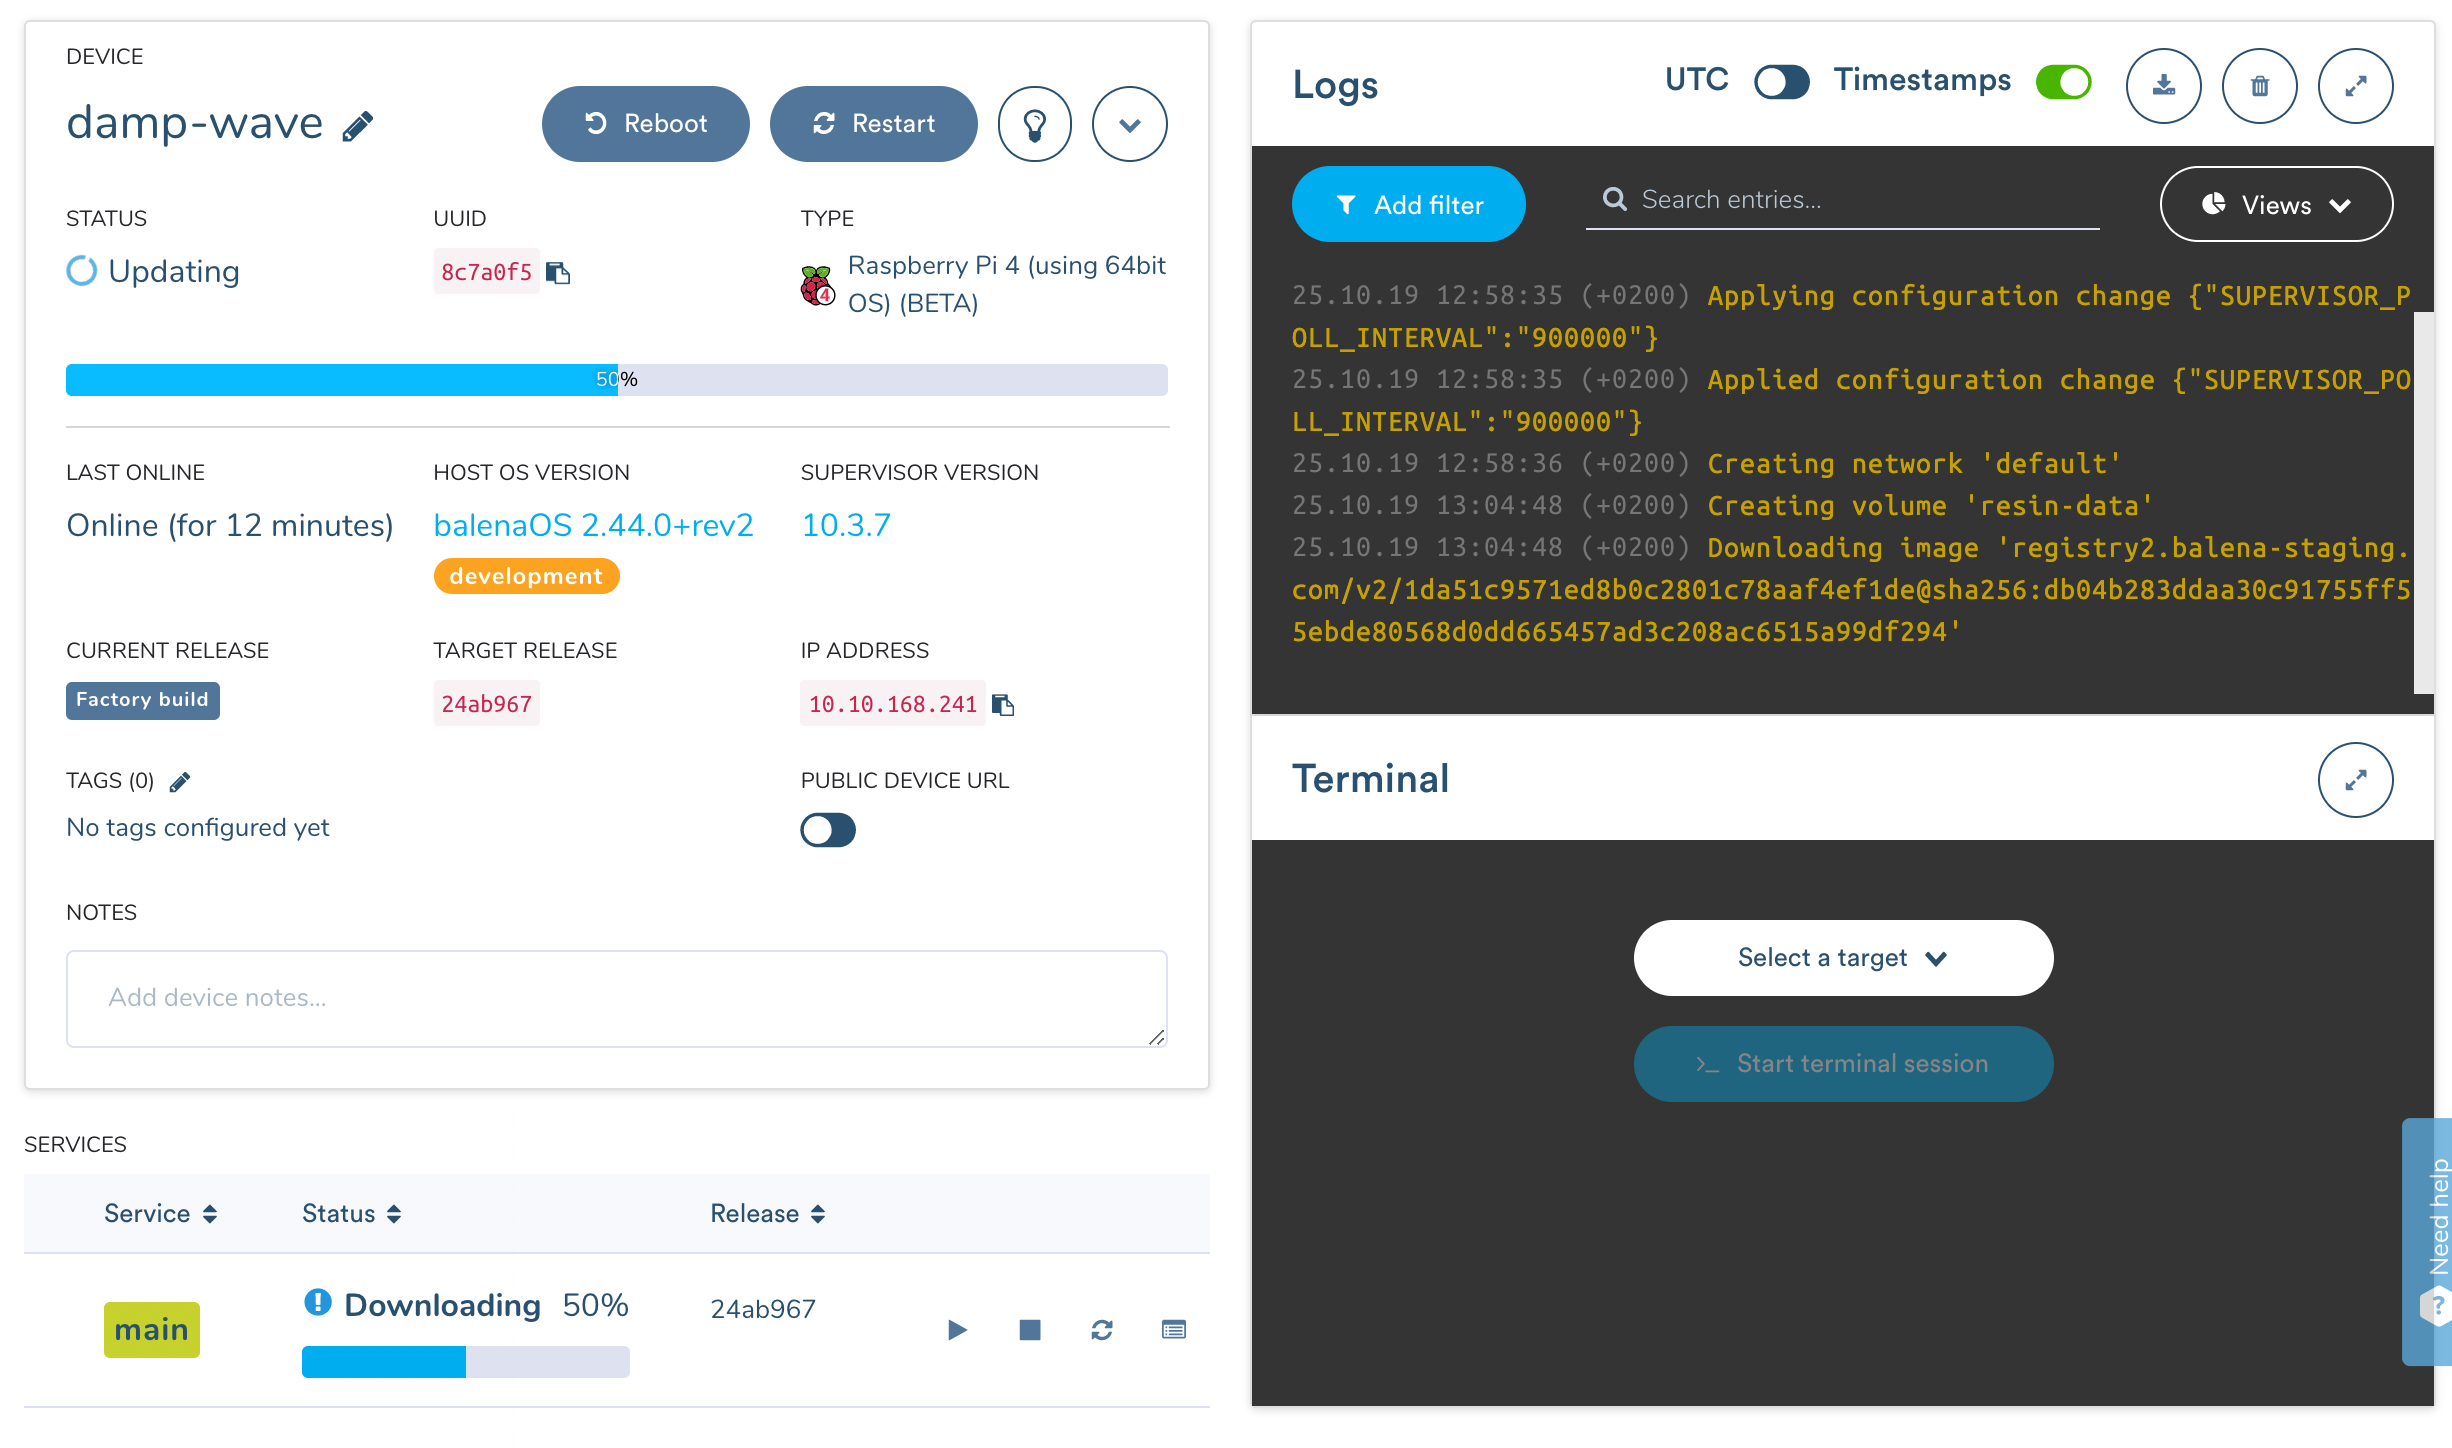 DEVICE
damp-wave
Reboot
Restart
STATUS
UUID
TYPE
Updating
8c7a0f5
Raspberry Pi 4 (using 64bit
OS) (BETA)
4
50%
LAST ONLINE
HOST OS VERSION
SUPERVISOR VERSION
Online (for 12 minutes)
balenaOS 2.44.0+rev2
10.3.7
development
CURRENT RELEASE
TARGET RELEASE
IP ADDRESS
Factory build
24ab967
10.10.168.241
TAGS (0)
PUBLIC DEVICE URL
No tags configured yet
NOTES
Add device notes...
SERVICES
Service
Status
Release
main
Downloading 50%
24ab967
Logs
UTC
Timestamps
Add filter
Search entries...
Views
25.10.19 12:58:35 (+0200) Applying configuration change {"SUPERVISOR_P
OLL_INTERVAL":"900000"}
25.10.19 12:58:35 (+0200) Applied configuration change {"SUPERVISOR_PO
LL_INTERVAL":"900000"}
25.10.19 12:58:36 (+0200) Creating network 'default'
25.10.19 13:04:48 (+0200) Creating volume 'resin-data'
25.10.19 13:04:48 (+0200) Downloading image 'registry2.balena-staging.
com/v2/1da51c9571ed8b0c2801c78aaf4ef1de@sha256:db04b283ddaa30c91755ff5
5ebde80568d0dd665457ad3c208ac6515a99df294'
Terminal
Select a target
>_ Start terminal session
Need help
?